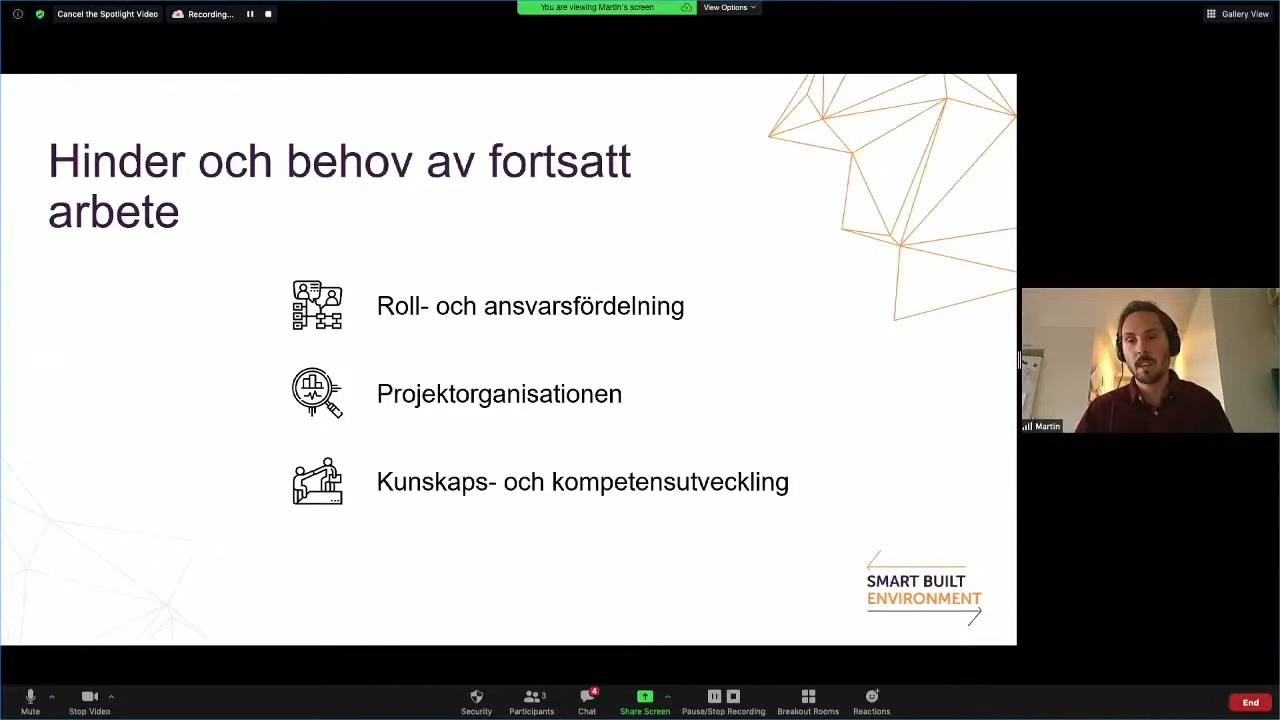 Cancel the Spotlight Video
Recording...
You are viewing Martin's screen
View Options
Gallery View
Hinder och behov av fortsatt
arbete
Roll- och ansvarsfördelning
Projektorganisationen
Kunskaps- och kompetensutveckling
SMART BUILT
ENVIRONMENT
Martin
Mute
Stop Video
Security
Participants
3
Chat
4
Share Screen
Pause/Stop Recording
Breakout Rooms
Reactions
End